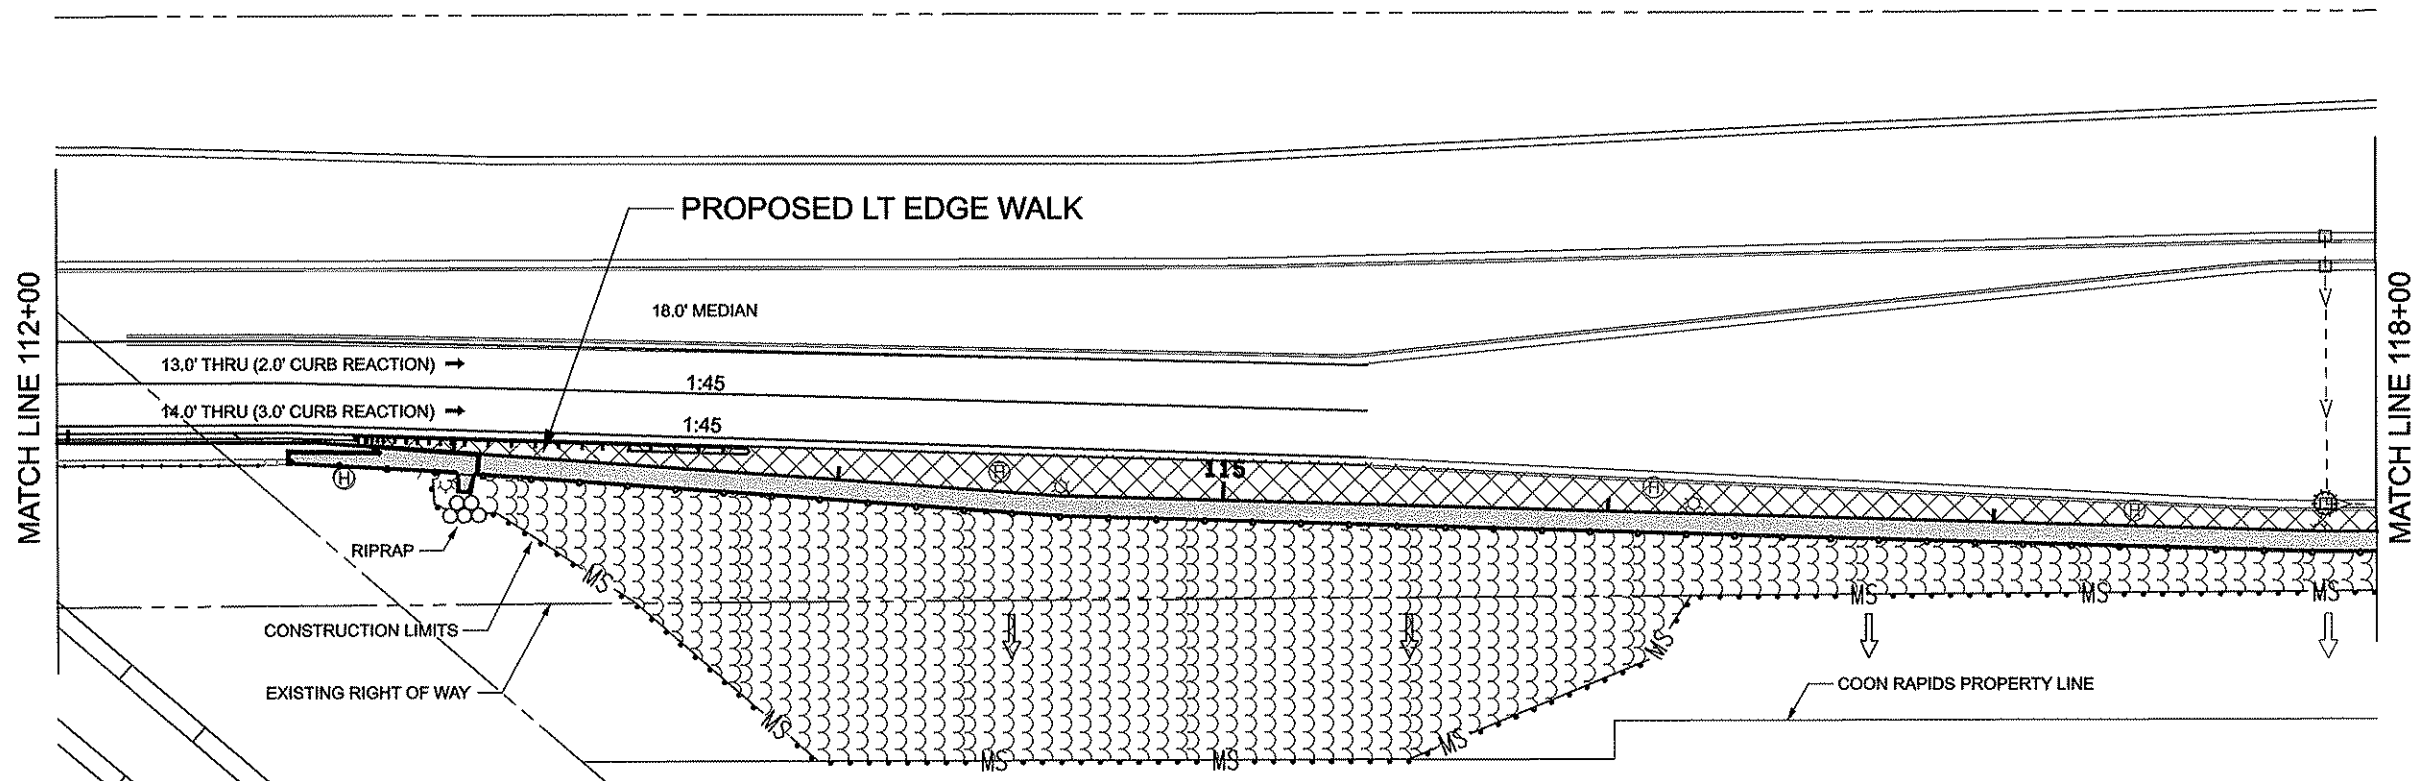 PROPOSED LT EDGE WALK
MATCH LINE 112+00
18.0' MEDIAN
13.0' THRU (2.0' CURB REACTION)
1:45
14.0' THRU (3.0' CURB REACTION)
1:45
MATCH LINE 118+00
115
H
H
H
H
RIPRAP
MS
MS
MS
MS
CONSTRUCTION LIMITS
MS
EXISTING RIGHT OF WAY
COON RAPIDS PROPERTY LINE
MS
MS
MS
MS